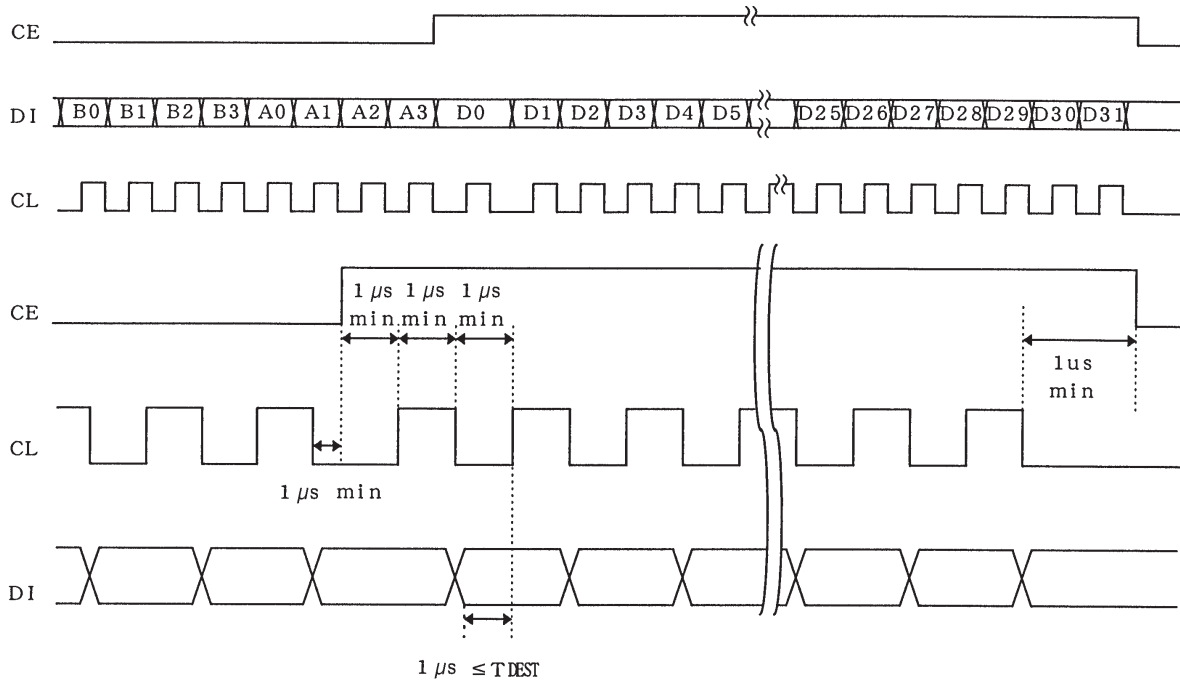 CE
DI B0 B1 B2 B3 A0 A1 A2 A3 D0 D1 D2 D3 D4 D5 D25 D26 D27 D28 D29 D30 D31
CL
CE
1 μs 1 μs 1 μs
min min min
1us
min
CL
1 μs min
DI
1 μs ≤ TDEST